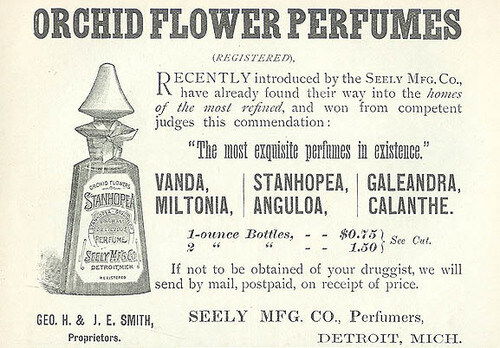 ORCHID FLOWER PERFUMES
(REGISTERED),
RECENTLY introduced by the SEELY MFG. CO.,
have already found their way into the homes
of the most refined, and won from competent
judges this commendation:
"The most exquisite perfumes in existence."
VANDA, STANHOPEA, GALEANDRA,
MILTONIA, ANGULOA, CALANTHE.
1-ounce Bottles, - - $0.75
2 " " - - 1.50
See Cut.
If not to be obtained of your druggist, we will
send by mail, postpaid, on receipt of price.
GEO. H. & J. E. SMITH,
Proprietors.
SEELY MFG. CO., Perfumers,
DETROIT, MICH.
ORCHID FLOWERS
STANHOPEA
PERFUME
SEELY MFG CO
DETROIT, MICH
REGISTERED